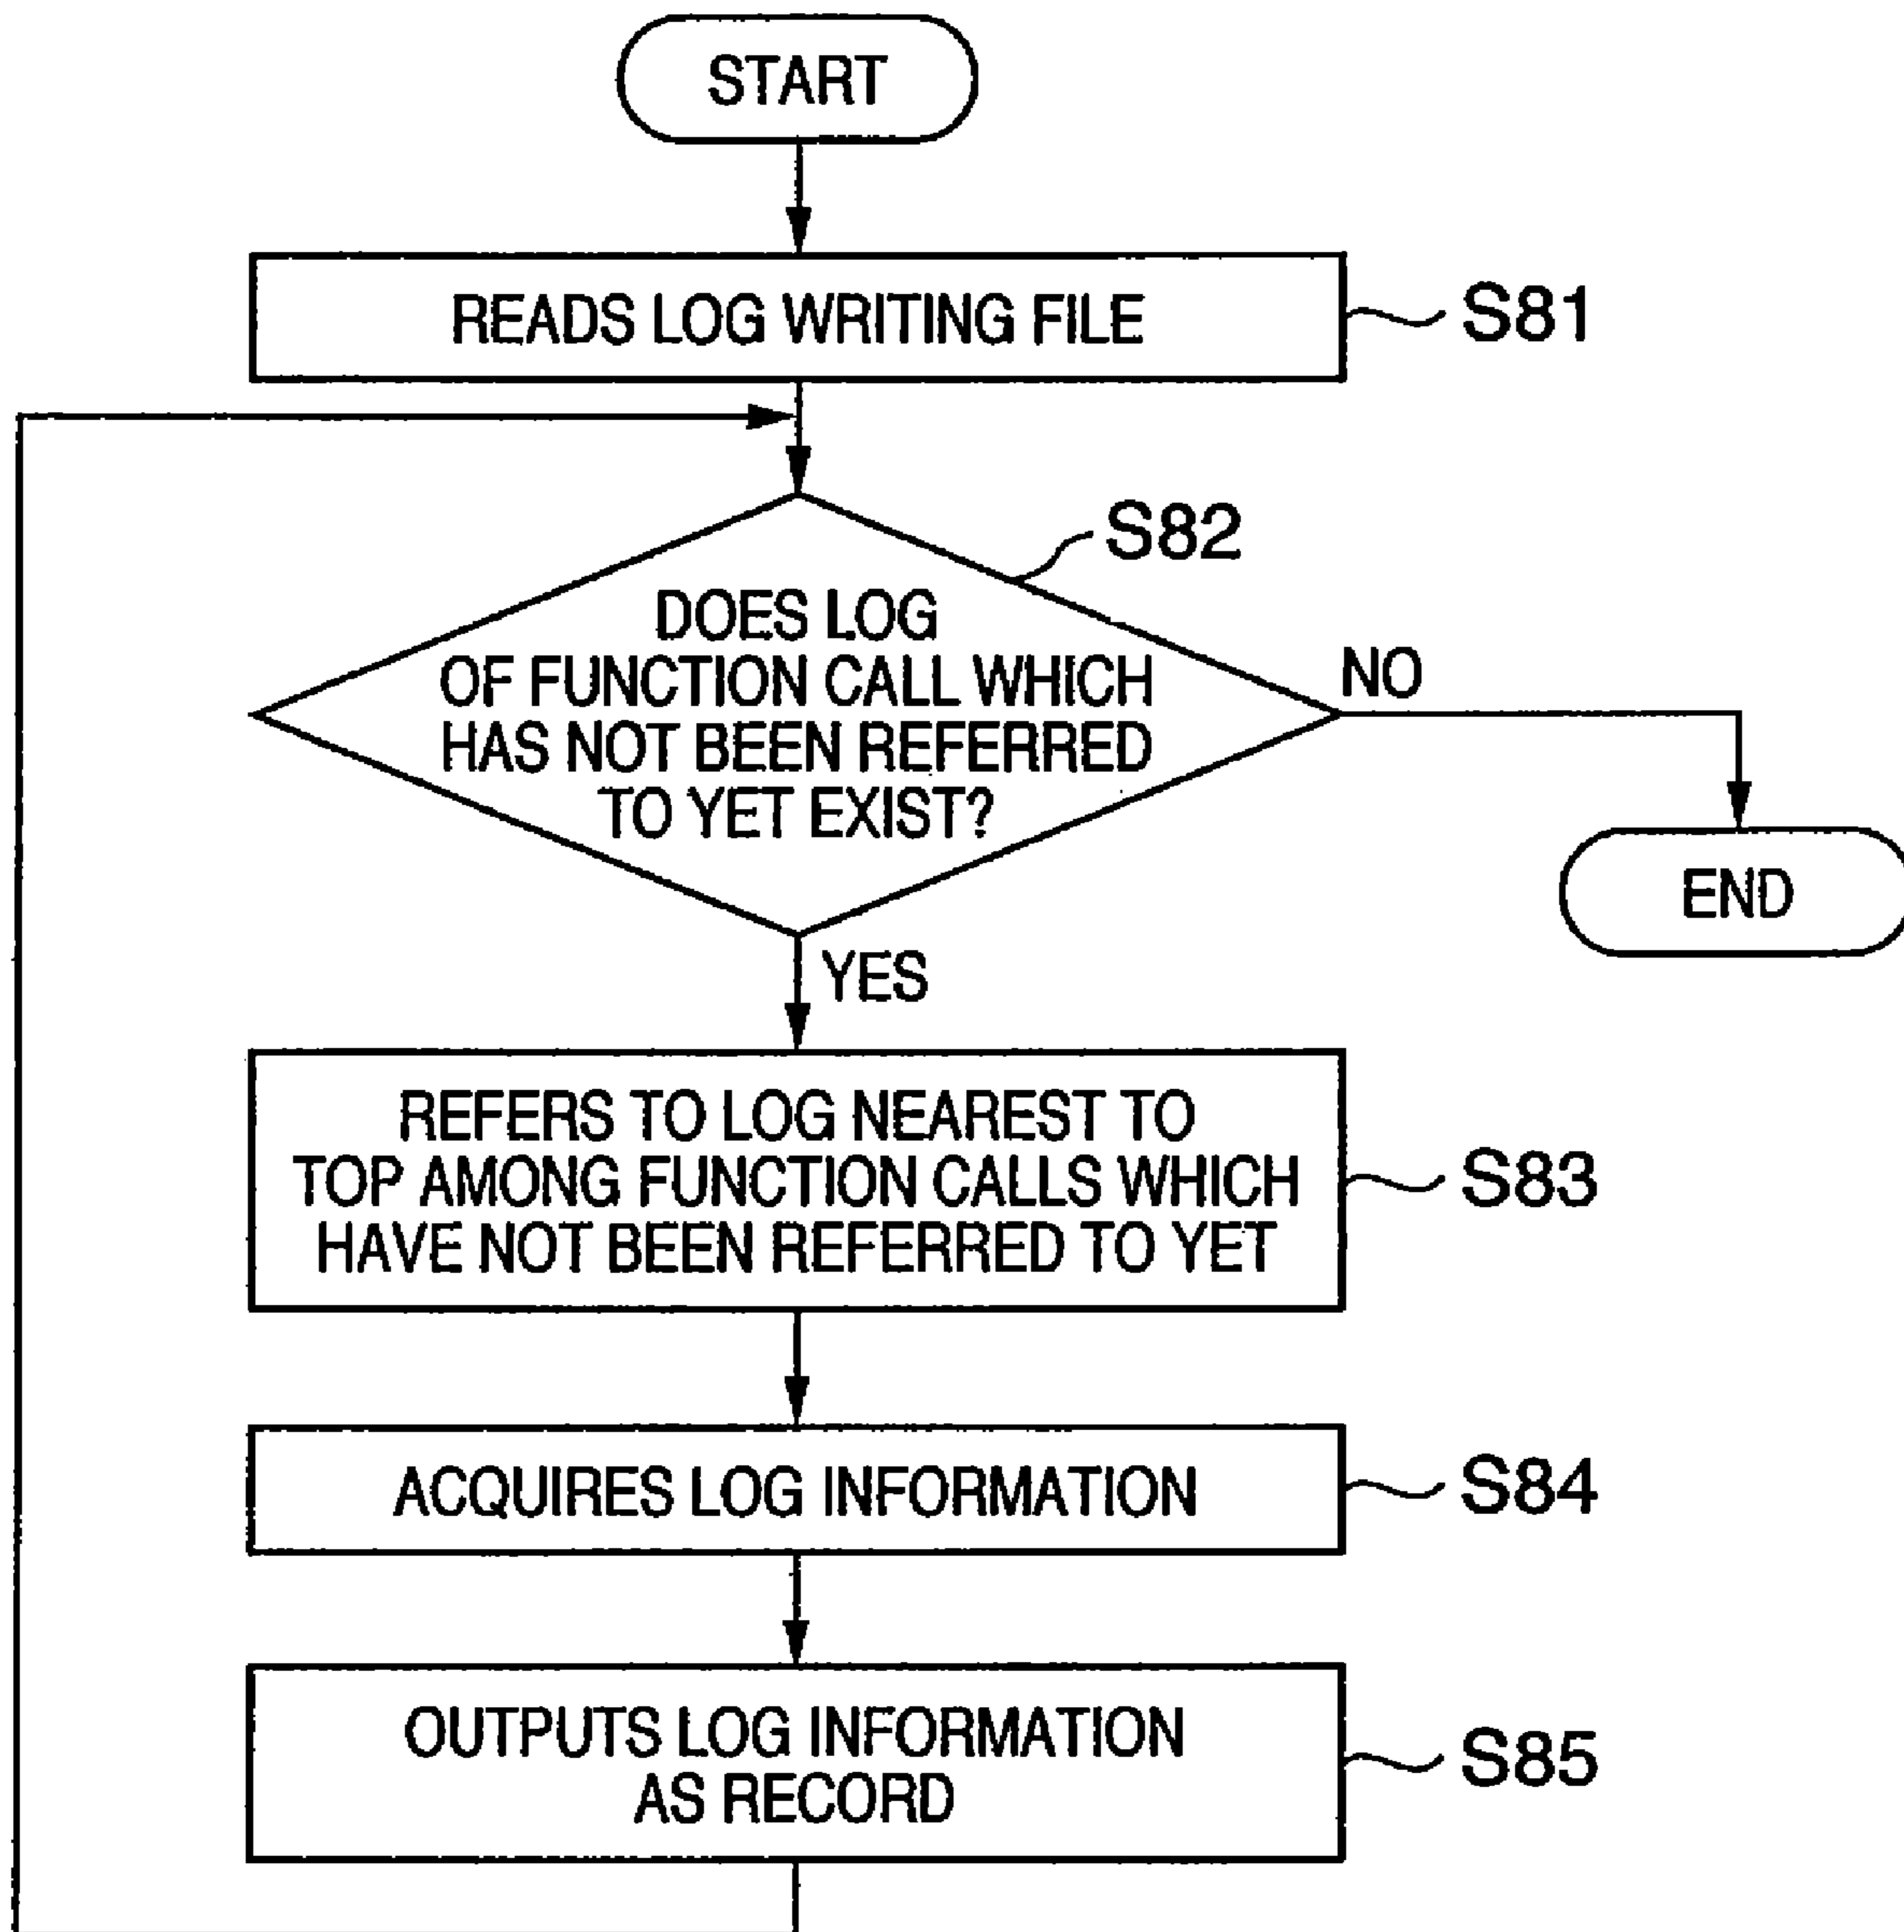 START
READS LOG WRITING FILE
S81
S82
DOES LOG
OF FUNCTION CALL WHICH
HAS NOT BEEN REFERRED
TO YET EXIST?
NO
END
YES
REFERS TO LOG NEAREST TO
TOP AMONG FUNCTION CALLS WHICH
HAVE NOT BEEN REFERRED TO YET
S83
ACQUIRES LOG INFORMATION
S84
OUTPUTS LOG INFORMATION
AS RECORD
S85